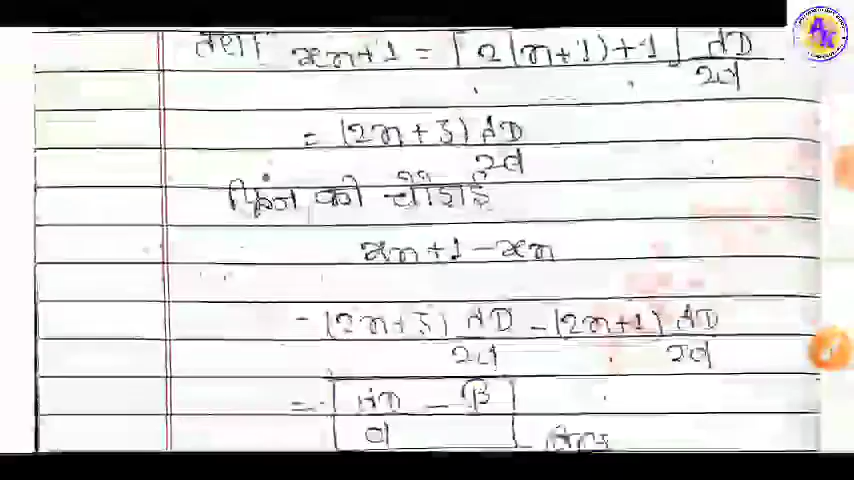 तथा xn+1 = [2(n+1)+1] λD/2d
= (2n+3) λD/2d
फ्रिंज की चौड़ाई
xn+1 - xn
= (2n+3) λD/2d - (2n+1) λD/2d
= λD/d = β
AK